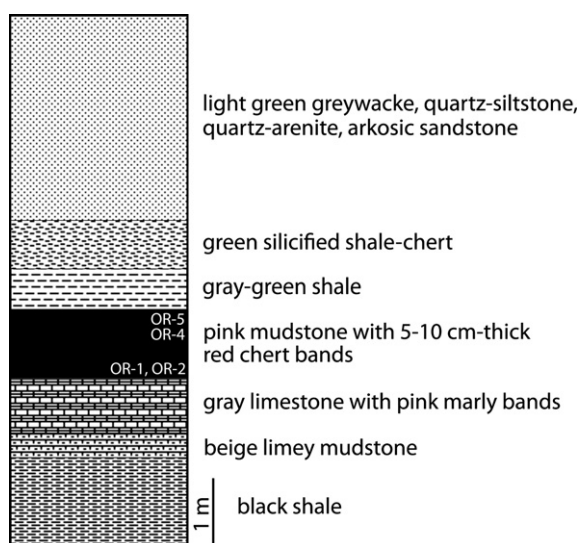 light green greywacke, quartz-siltstone,
quartz-arenite, arkosic sandstone
green silicified shale-chert
gray-green shale
OR-5
OR-4
pink mudstone with 5-10 cm-thick
red chert bands
OR-1, OR-2
gray limestone with pink marly bands
beige limey mudstone
1 m
black shale